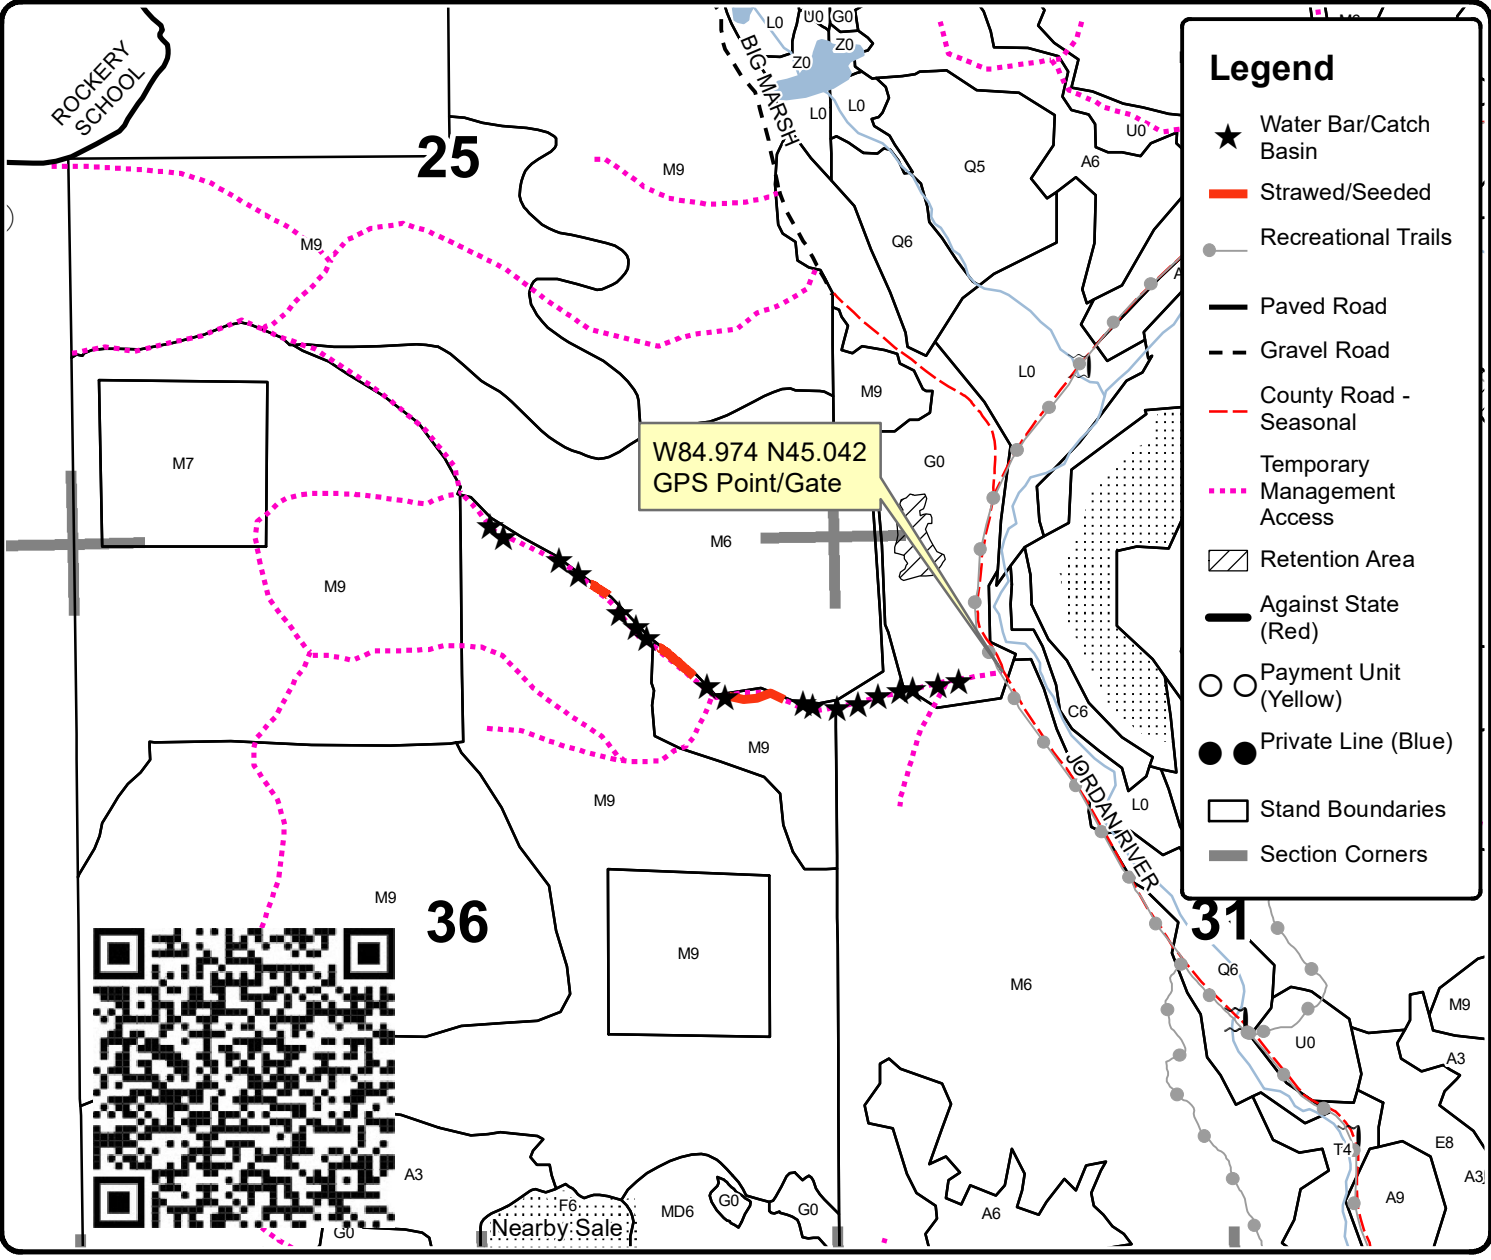 ROCKERY
SCHOOL
BIG MARSH
L0
U0
G0
Z0
Z0
L0
L0
U0
A6
Q5
25
M9
M9
Q6
L0
M9
M7
G0
W84.974 N45.042
GPS Point/Gate
M6
M9
C6
JORDAN RIVER
L0
M9
M9
M9
36
31
M9
Q6
M6
M9
U0
A3
E8
T4
A3
A9
A3
F6
Nearby Sale
MD6
G0
G0
A6
G0
Legend
Water Bar/Catch
Basin
Strawed/Seeded
Recreational Trails
Paved Road
Gravel Road
County Road -
Seasonal
Temporary
Management
Access
Retention Area
Against State
(Red)
Payment Unit
(Yellow)
Private Line (Blue)
Stand Boundaries
Section Corners